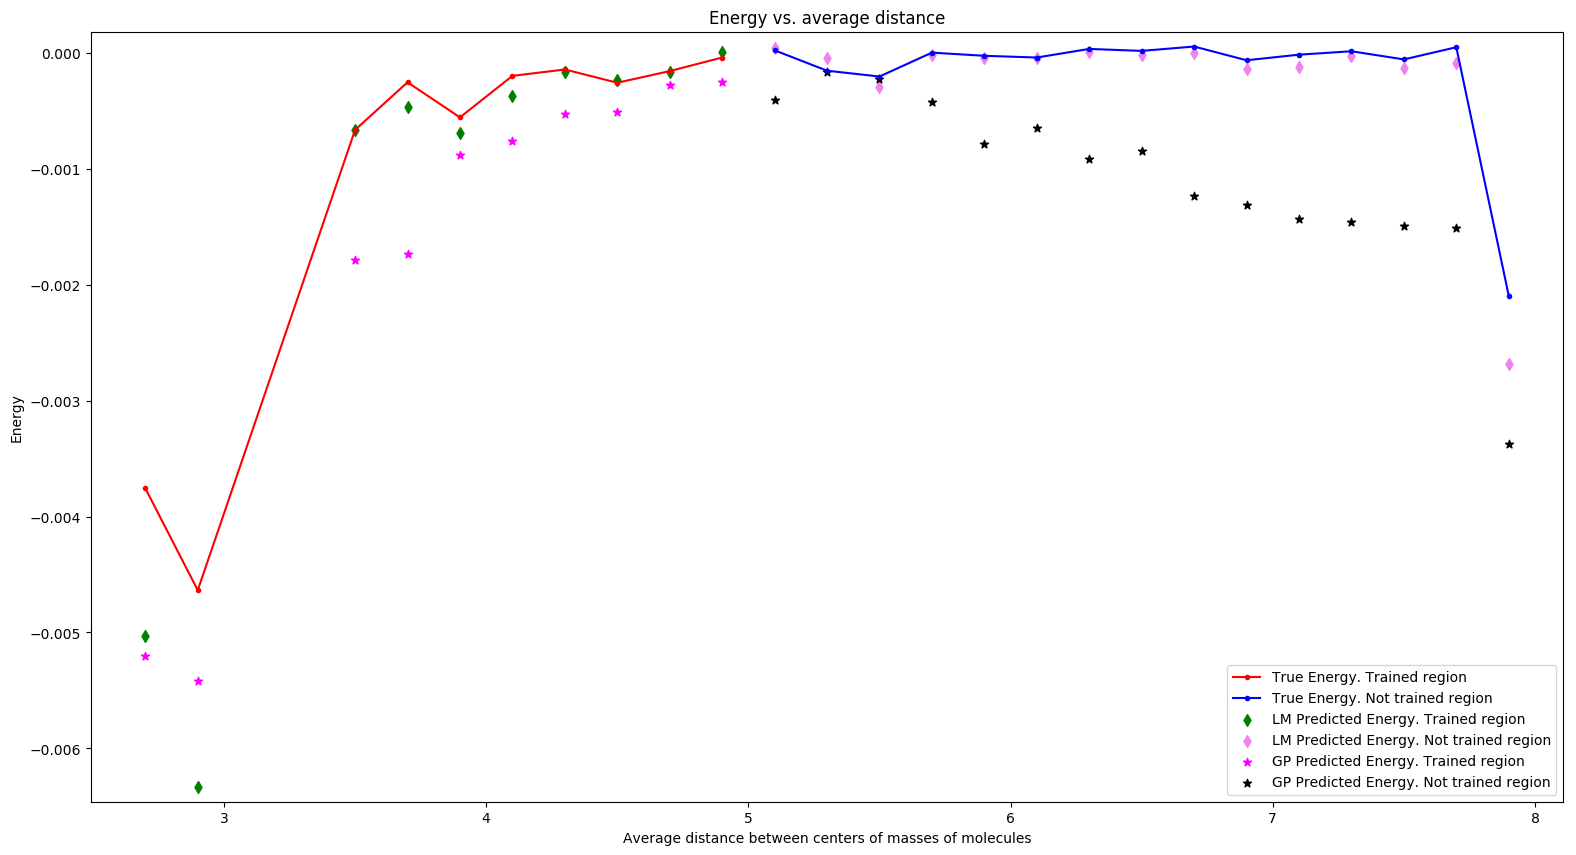 Energy vs. average distance
0.000
−0.001
−0.002
−0.003
−0.004
−0.005
−0.006
Energy
3 4 5 6 7 8
Average distance between centers of masses of molecules
True Energy. Trained region
True Energy. Not trained region
LM Predicted Energy. Trained region
LM Predicted Energy. Not trained region
GP Predicted Energy. Trained region
GP Predicted Energy. Not trained region